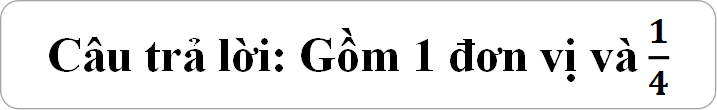 Câu trả lời: Gồm 1 đơn vị và 1/4